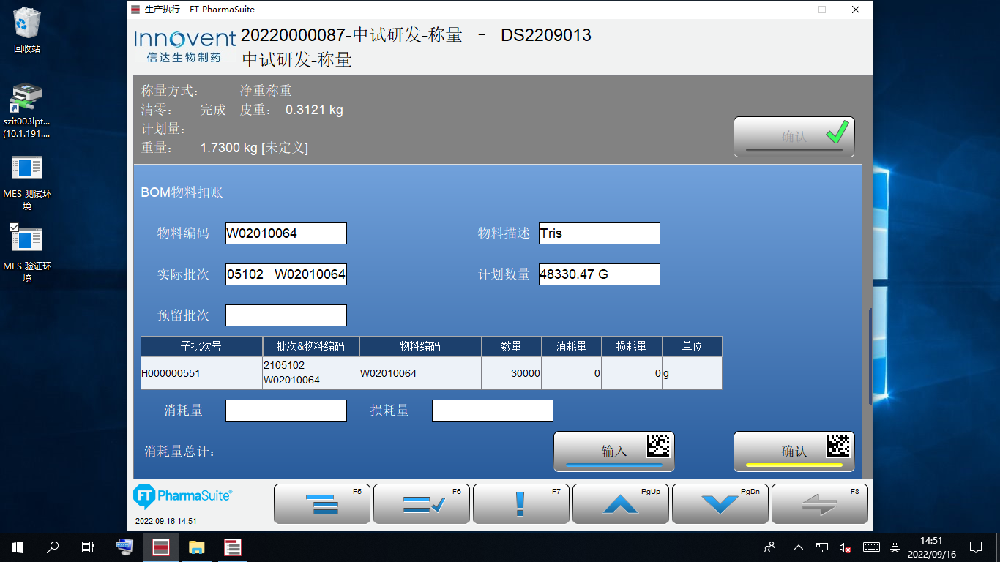 生产执行 - FT PharmaSuite
回收站
szit003lpt...
(10.1.191....
MES 测试环
境
MES 验证环
境
Innovent
信达生物制药
20220000087-中试研发-称量 - DS2209013
中试研发-称量
称量方式: 净重称重
清零: 完成 皮重: 0.3121 kg
计划量:
重量: 1.7300 kg [未定义]
确认
BOM物料扣账
物料编码 W02010064 物料描述 Tris
实际批次 05102 W02010064 计划数量 48330.47 G
预留批次
子批次号 批次&物料编码 物料编码 数量 消耗量 损耗量 单位
H000000551 2105102 W02010064 W02010064 30000 0 0 g
消耗量 损耗量
消耗量总计: 输入 确认
FT PharmaSuite®
2022.09.16 14:51
F5 F6 F7 PgUp PgDn F8
英
14:51
2022/09/16